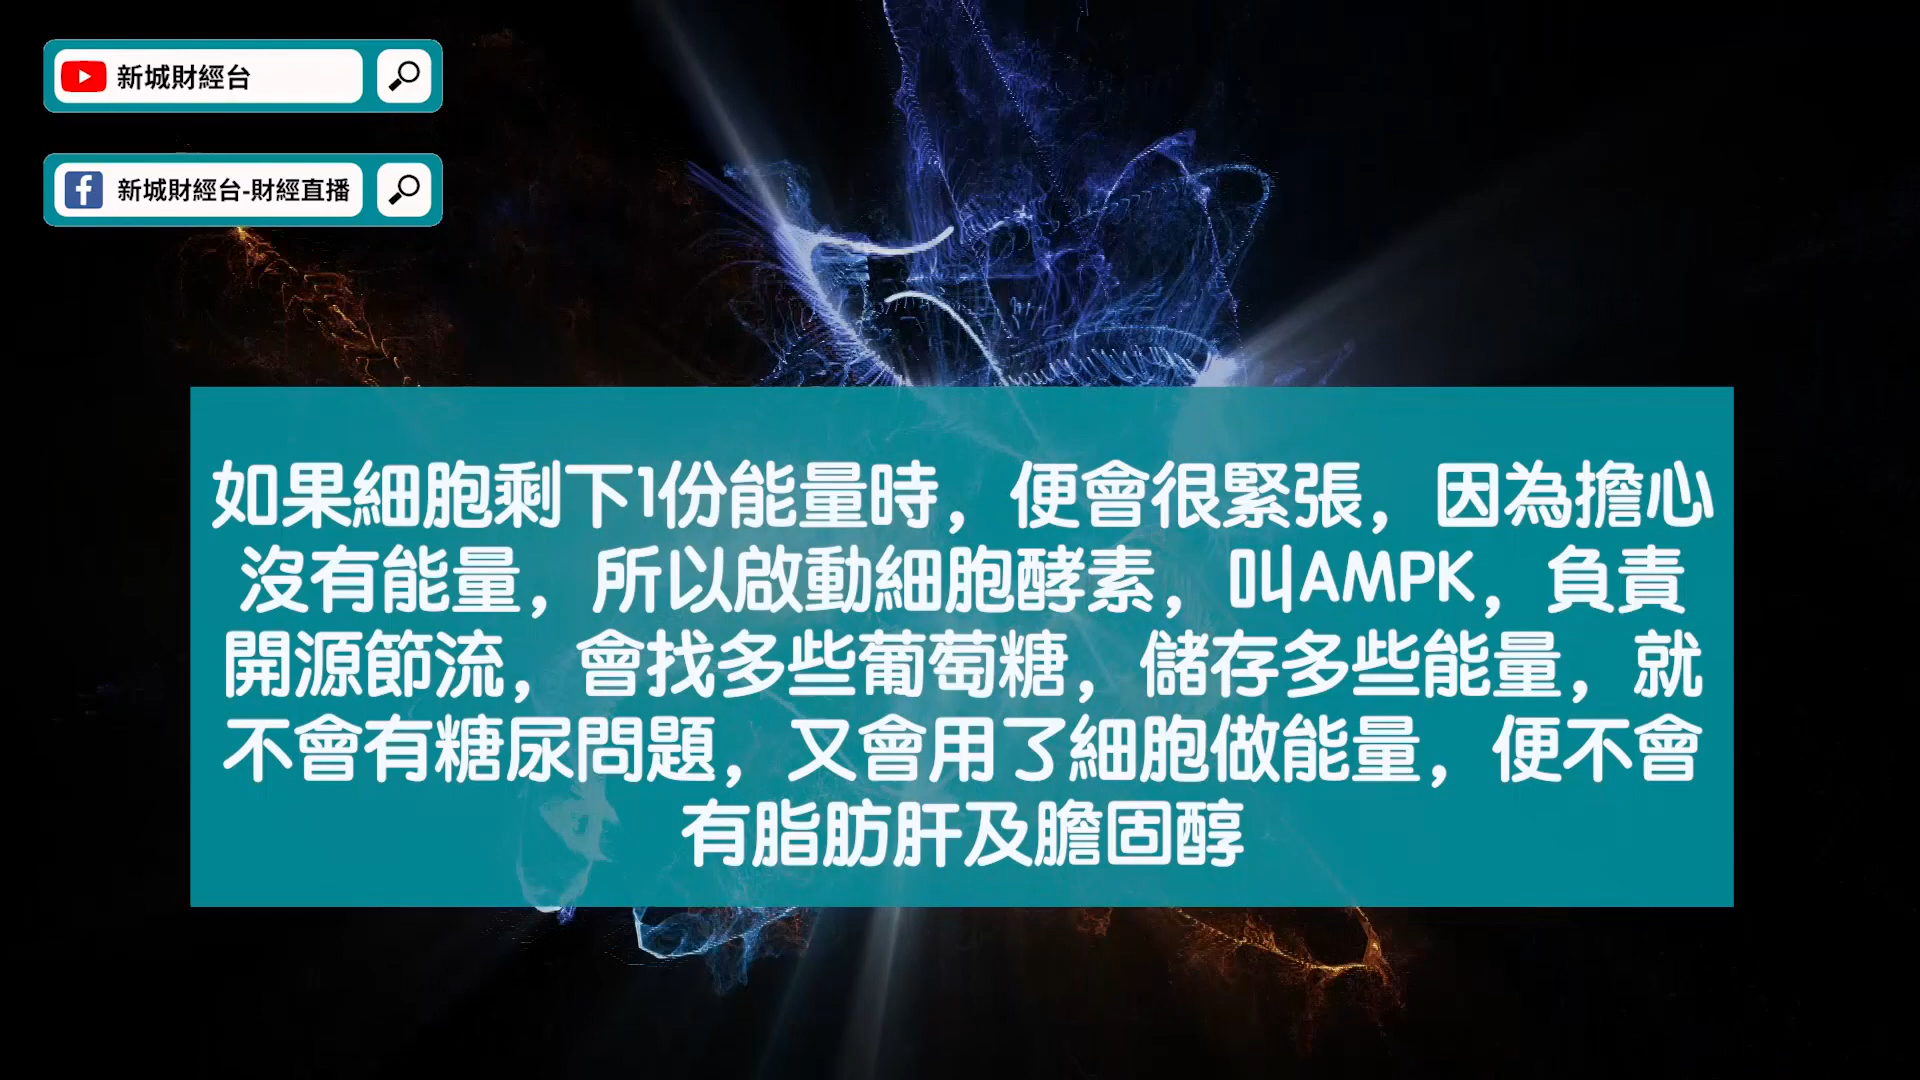 新城財經台
新城財經台-財經直播
如果細胞剩下1份能量時，便會很緊張，因為擔心
沒有能量，所以啟動細胞酵素，叫AMPK，負責
開源節流，會找多些葡萄糖，儲存多些能量，就
不會有糖尿問題，又會用了細胞做能量，便不會
有脂肪肝及膽固醇